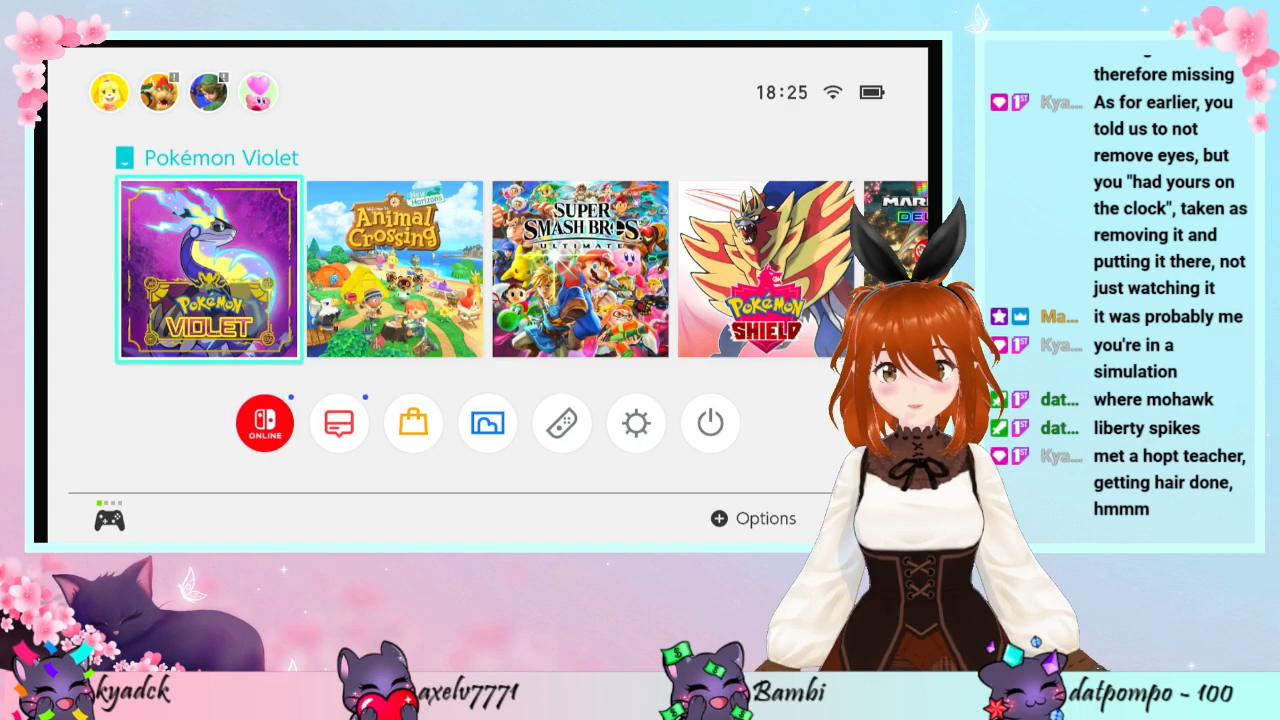 18:25
Pokémon Violet
POKÉMON
VIOLET
Welcome to
Animal
Crossing
New
Horizons
SUPER
SMASH BROS.
ULTIMATE
POKÉMON
SHIELD
MARI
DEL
ONLINE
Options
therefore missing
Kya... As for earlier, you
told us to not
remove eyes, but
you "had yours on
the clock", taken as
removing it and
putting it there, not
just watching it
Ma... it was probably me
Kya... you're in a
simulation
dat... where mohawk
dat... liberty spikes
Kya... met a hopt teacher,
getting hair done,
hmmm
kyadck
axelv7771
Bambi
datpompo - 100